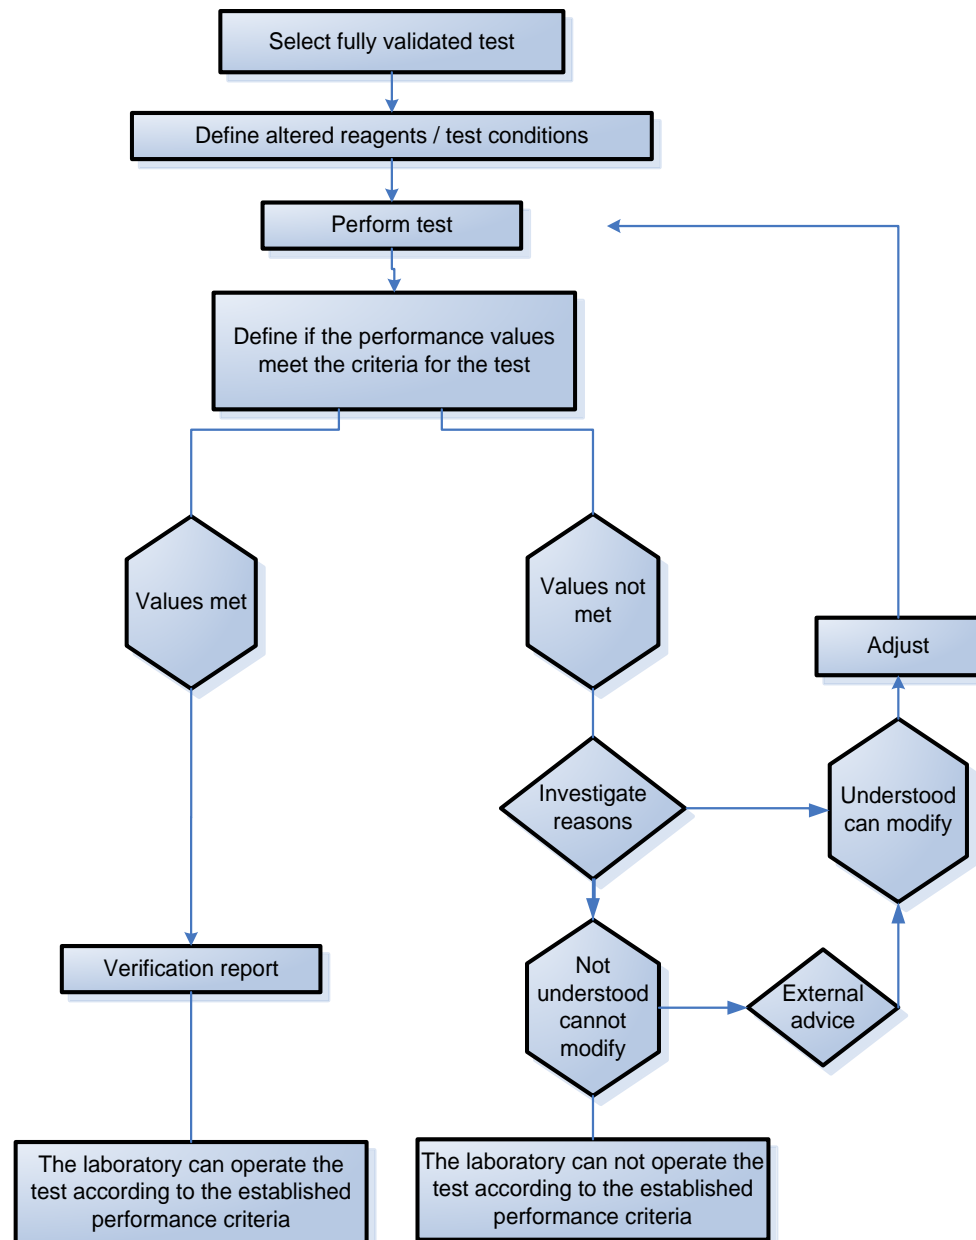 Select fully validated test
Define altered reagents / test conditions
Perform test
Define if the performance values
meet the criteria for the test
Values met
Values not
met
Adjust
Investigate
reasons
Understood
can modify
Verification report
Not
understood
cannot
modify
External
advice
The laboratory can operate the
test according to the established
performance criteria
The laboratory can not operate the
test according to the established
performance criteria